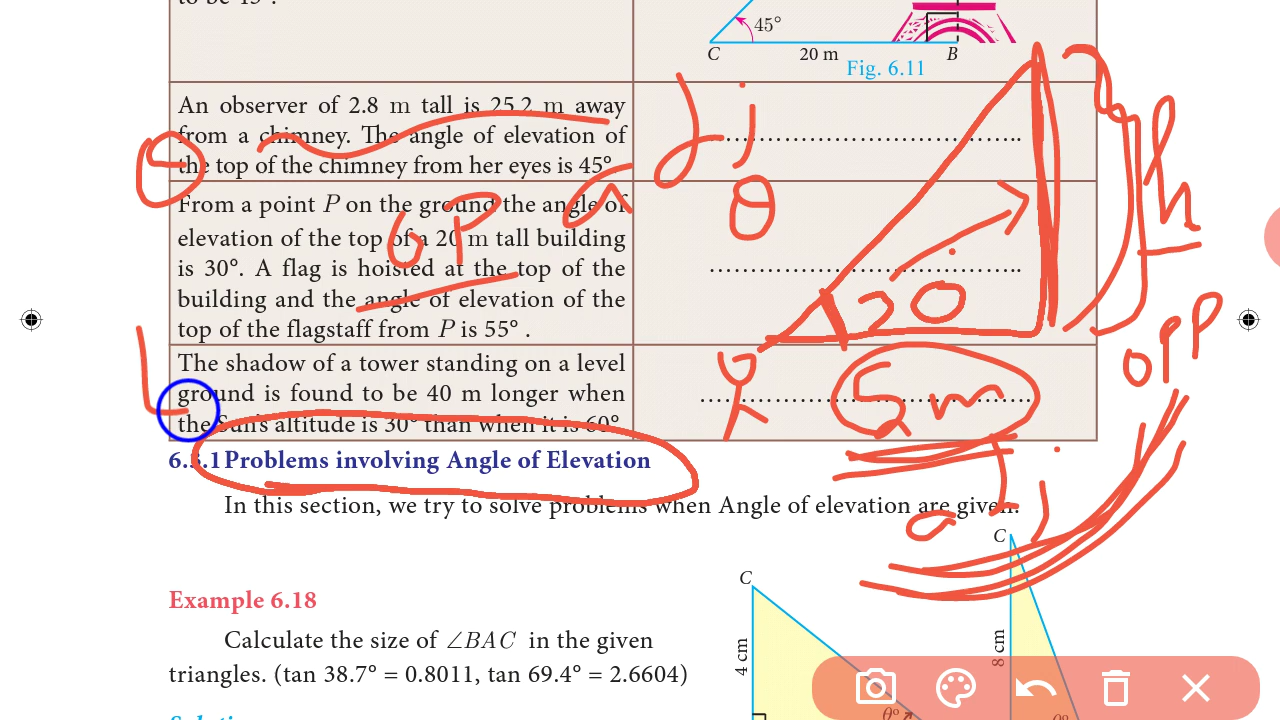 45°
C
20 m
B
Fig. 6.11
An observer of 2.8 m tall is 25.2 m away
from a chimney. The angle of elevation of
the top of the chimney from her eyes is 45°
From a point P on the ground the angle of
elevation of the top of a 20 m tall building
is 30°. A flag is hoisted at the top of the
building and the angle of elevation of the
top of the flagstaff from P is 55° .
The shadow of a tower standing on a level
ground is found to be 40 m longer when
the Sun's altitude is 30° than when it is 60°
θ
opp
adj
θ
20
h
opp
5m
adj
6.3.1 Problems involving Angle of Elevation
In this section, we try to solve problems when Angle of elevation are given.
Example 6.18
Calculate the size of ∠BAC in the given
triangles. (tan 38.7° = 0.8011, tan 69.4° = 2.6604)
C
4 cm
θ°
C
8 cm
θ°